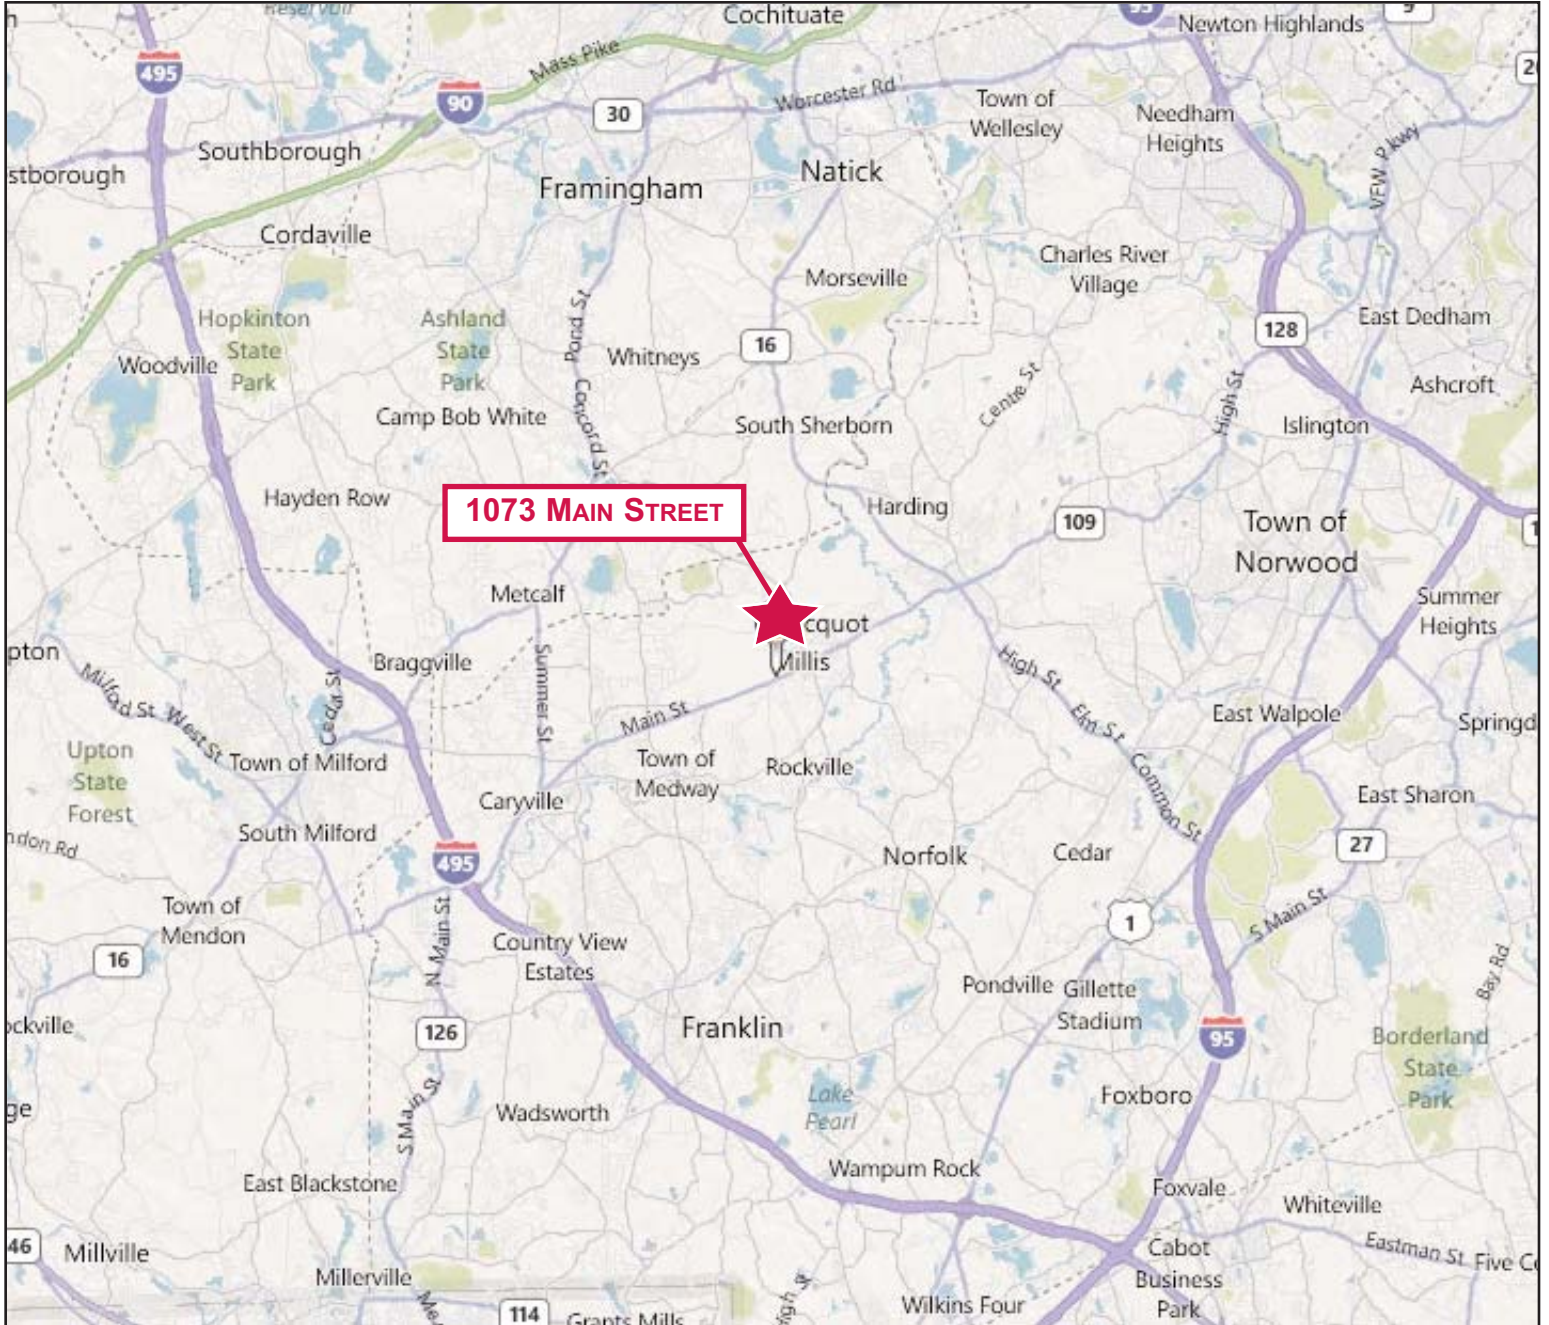 Reservoir
Cochituate
9
Newton Highlands
495
Mass Pike
90
30
Worcester Rd
Town of
Wellesley
Needham
Heights
VFW Pkwy
Southborough
stborough
Framingham
Natick
Cordaville
Morseville
Charles River
Village
Hopkinton
State
Park
Ashland
State
Park
Pond St
Whitneys
16
128
East Dedham
Woodville
Camp Bob White
Concord St
South Sherborn
Centre St
High St
Ashcroft
Islington
Hayden Row
1073 MAIN STREET
Harding
109
Town of
Norwood
Metcalf
cquot
Millis
Summer
Heights
pton
Braggville
Summer St
High St
Milford St
West St
Cedar St
Main St
Elm St
East Walpole
Springd
Upton
State
Forest
Town of Milford
Town of
Medway
Rockville
Common St
Caryville
East Sharon
South Milford
ndon Rd
495
Norfolk
Cedar
27
Town of
Mendon
N Main St
1
S Main St
16
Country View
Estates
Bay Rd
Pondville
Gillette
Stadium
ockville
126
Franklin
95
Borderland
State
Park
ge
S Main St
Wadsworth
Lake
Pearl
Foxboro
East Blackstone
Wampum Rock
Foxvale
Whiteville
46
Millville
Eastman St
Five Co
Cabot
Business
Park
Millerville
114
Grants Mills
Wilkins Four